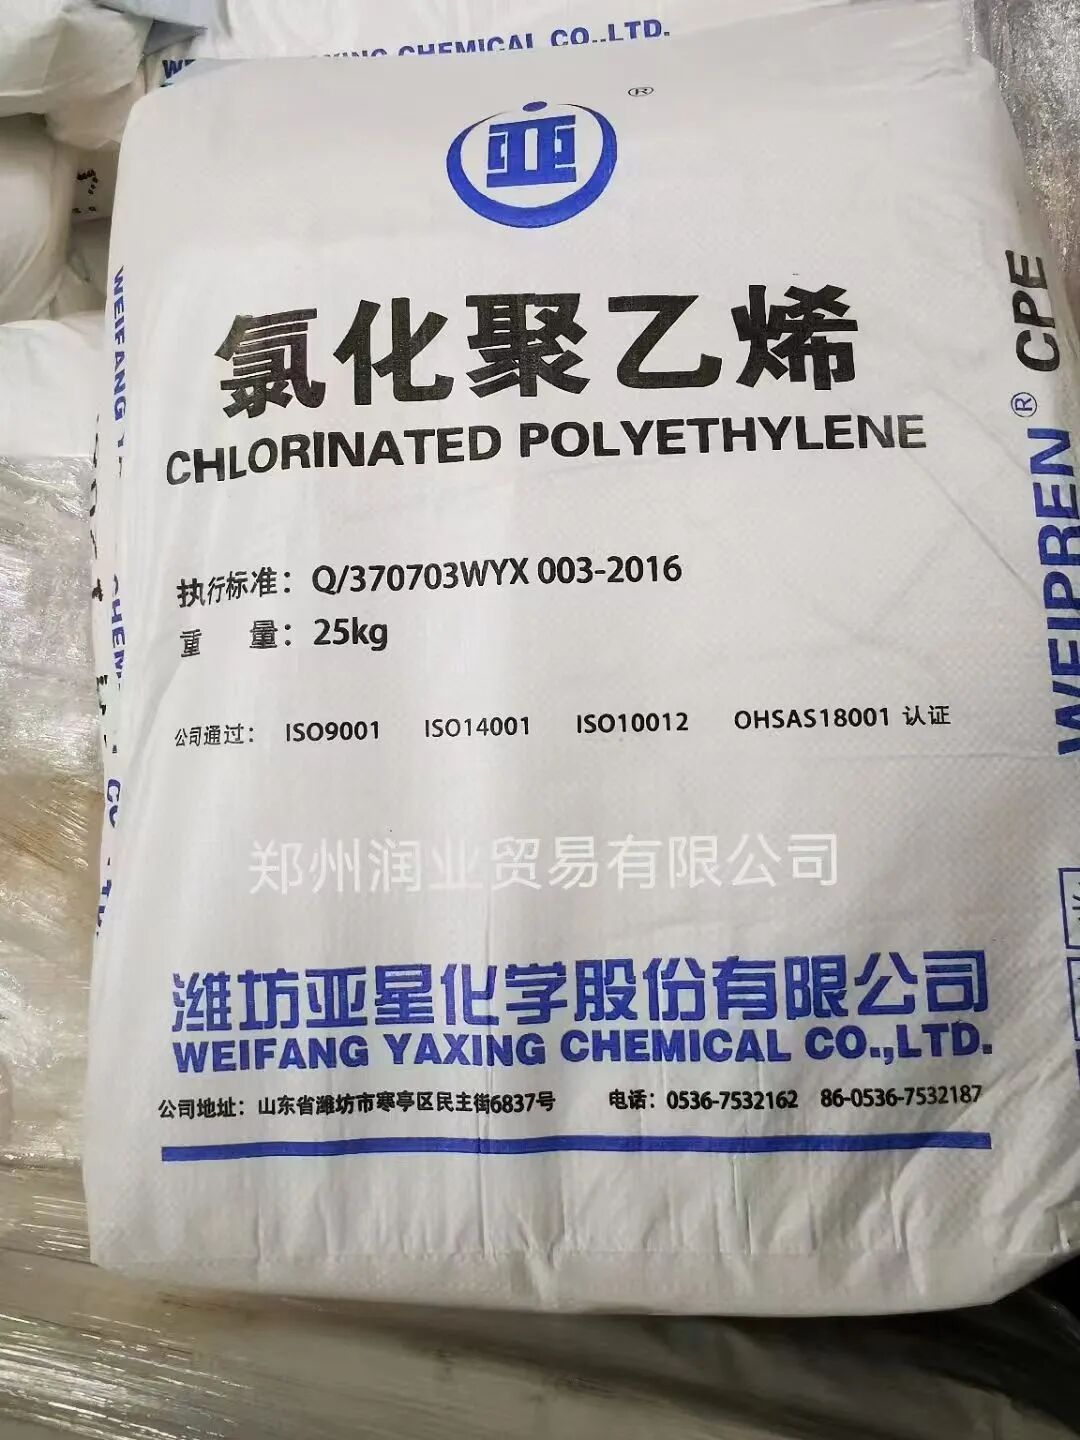 CHEMICAL CO.,LTD.
亚
®
氯化聚乙烯
CHLORINATED POLYETHYLENE
WEIPREN® CPE
WEIFANG
执行标准：Q/370703WYX 003-2016
重 量：25kg
公司通过： ISO9001 ISO14001 ISO10012 OHSAS18001 认证
郑州润业贸易有限公司
潍坊亚星化学股份有限公司
WEIFANG YAXING CHEMICAL CO.,LTD.
公司地址：山东省潍坊市寒亭区民主街6837号 电话：0536-7532162 86-0536-7532187